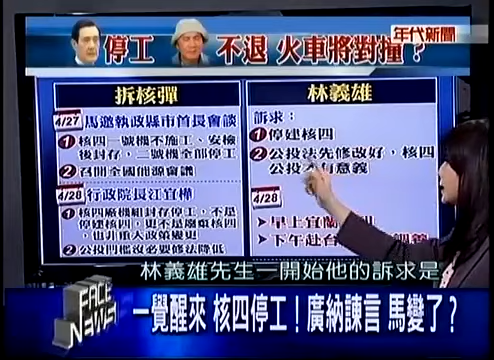 年代新聞
停工 不退 火車將對撞?
拆核彈
4/27 馬邀執政縣市首長會談
1 核四一號機不施工、安檢
後封存,二號機全部停工
2 召開全國能源會議
4/28 行政院長江宜樺
1 核四廠機組封存停工,不是
停建核四,更不是廢核四
2 公投門檻沒必要修法降低
林義雄
訴求:
1 停建核四
2 公投法先修改好,核四
公投才有意義
4/28
早上宜蘭
下午赴台
林義雄先生一開始他的訴求是
FACE NEWS
一覺醒來 核四停工!廣納諫言 馬變了?